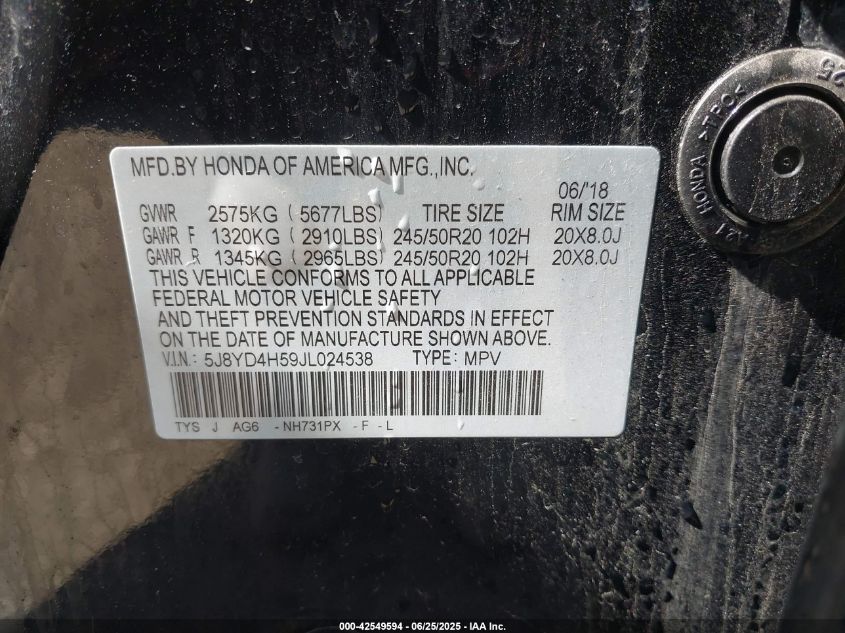 MFD.BY HONDA OF AMERICA MFG.,INC.
06/'18
GVWR 2575KG ( 5677LBS) TIRE SIZE RIM SIZE
GAWR F 1320KG ( 2910LBS) 245/50R20 102H 20X8.0J
GAWR R 1345KG ( 2965LBS) 245/50R20 102H 20X8.0J
THIS VEHICLE CONFORMS TO ALL APPLICABLE
FEDERAL MOTOR VEHICLE SAFETY
AND THEFT PREVENTION STANDARDS IN EFFECT
ON THE DATE OF MANUFACTURE SHOWN ABOVE.
V.I.N.: 5J8YD4H59JL024538 TYPE: MPV
TYS J AG6 -NH731PX -F -L
HONDA >TPO< 25
000-42549594 - 06/25/2025 - IAA Inc.